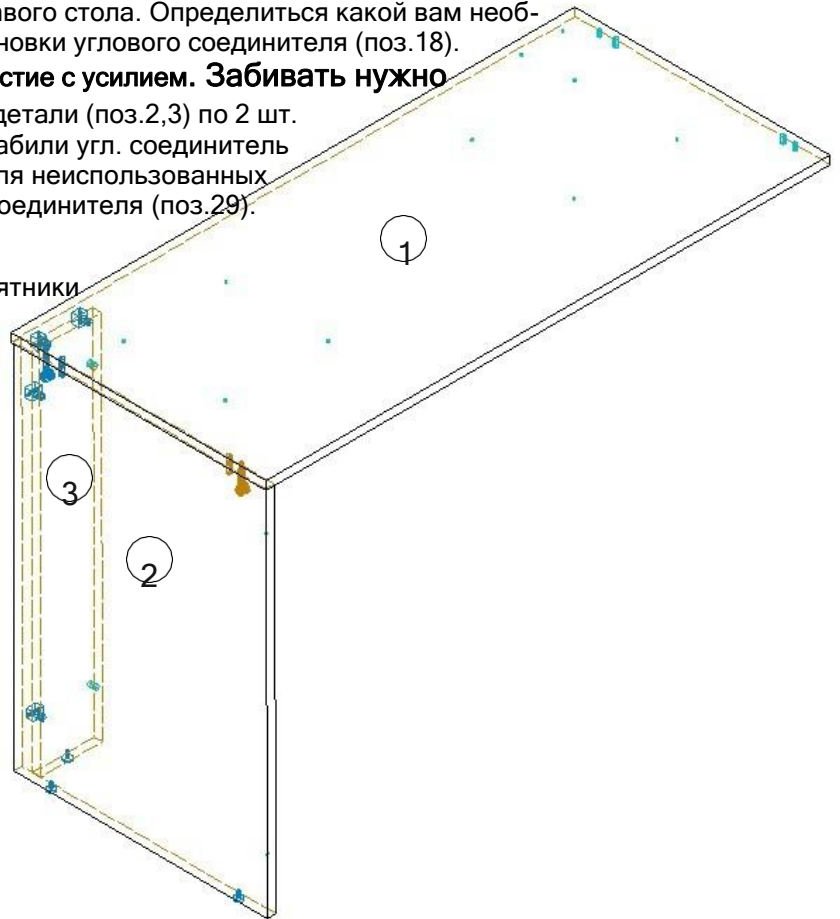 авого стола. Определиться какой вам необ-
новки углового соединителя (поз.18).
стие с усилием. Забивать нужно
детали (поз.2,3) по 2 шт.
абили угл. соединитель
ля неиспользованных
оединителя (поз.29).
ятники
1
3
2